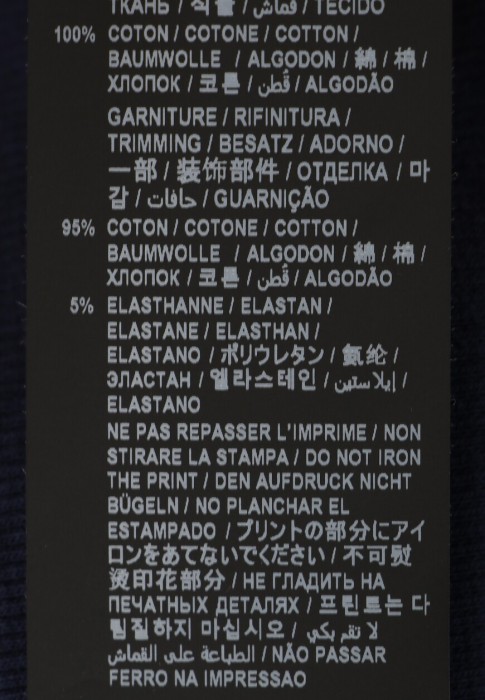 ТКАНЬ / 직물 / قماش / TECIDO
100% COTON / COTONE / COTTON /
BAUMWOLLE / ALGODON / 綿 / 棉 /
ХЛОПОК / 코튼 / قُطن / ALGODÃO
GARNITURE / RIFINITURA /
TRIMMING / BESATZ / ADORNO /
一部 / 装饰部件 / ОТДЕЛКА / 마
감 / حافات / GUARNIÇÃO
95% COTON / COTONE / COTTON /
BAUMWOLLE / ALGODON / 綿 / 棉 /
ХЛОПОК / 코튼 / قُطن / ALGODÃO
5% ELASTHANNE / ELASTAN /
ELASTANE / ELASTHAN /
ELASTANO / ポリウレタン / 氨纶 /
ЭЛАСТАН / 엘라스테인 / إيلاستين /
ELASTANO
NE PAS REPASSER L'IMPRIME / NON
STIRARE LA STAMPA / DO NOT IRON
THE PRINT / DEN AUFDRUCK NICHT
BÜGELN / NO PLANCHAR EL
ESTAMPADO / プリントの部分にアイ
ロンをあてないでください / 不可熨
烫印花部分 / НЕ ГЛАДИТЬ НА
ПЕЧАТНЫХ ДЕТАЛЯХ / 프린트는 다
림질하지 마십시오 / لا تقم بكي
الطباعة على القماش / NÃO PASSAR
FERRO NA IMPRESSAO